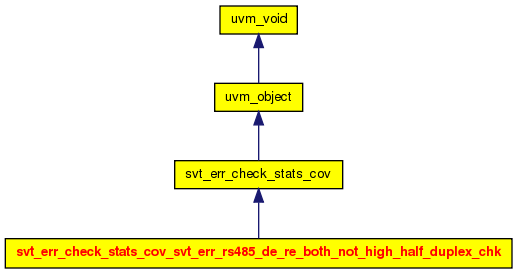 uvm_void
uvm_object
svt_err_check_stats_cov
svt_err_check_stats_cov_svt_err_rs485_de_re_both_not_high_half_duplex_chk